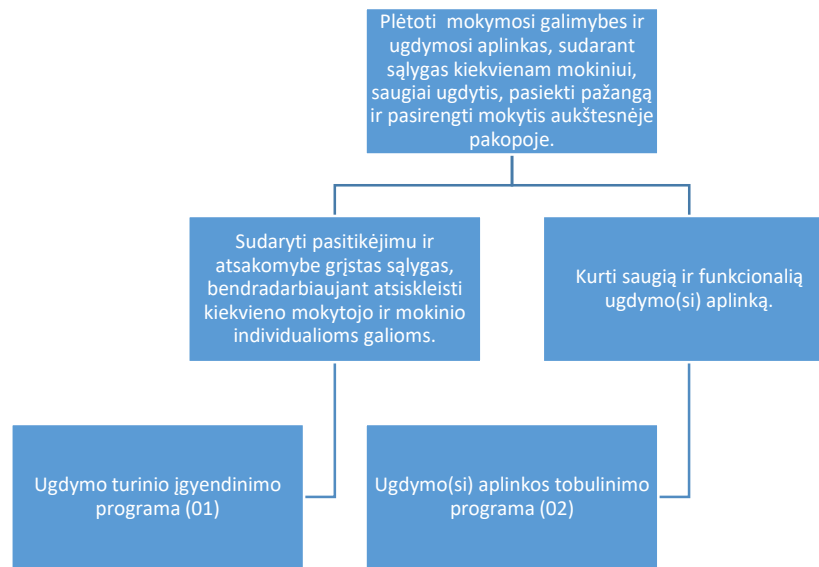 Plėtoti mokymosi galimybes ir
ugdymosi aplinkas, sudarant
sąlygas kiekvienam mokiniui,
saugiai ugdytis, pasiekti pažangą
ir pasirengti mokytis aukštesnėje
pakopoje.
Sudaryti pasitikėjimu ir
atsakomybe grįstas sąlygas,
bendradarbiaujant atsiskleisti
kiekvieno mokytojo ir mokinio
individualioms galioms.
Kurti saugią ir funkcionalią
ugdymo(si) aplinką.
Ugdymo turinio įgyendinimo
programa (01)
Ugdymo(si) aplinkos tobulinimo
programa (02)